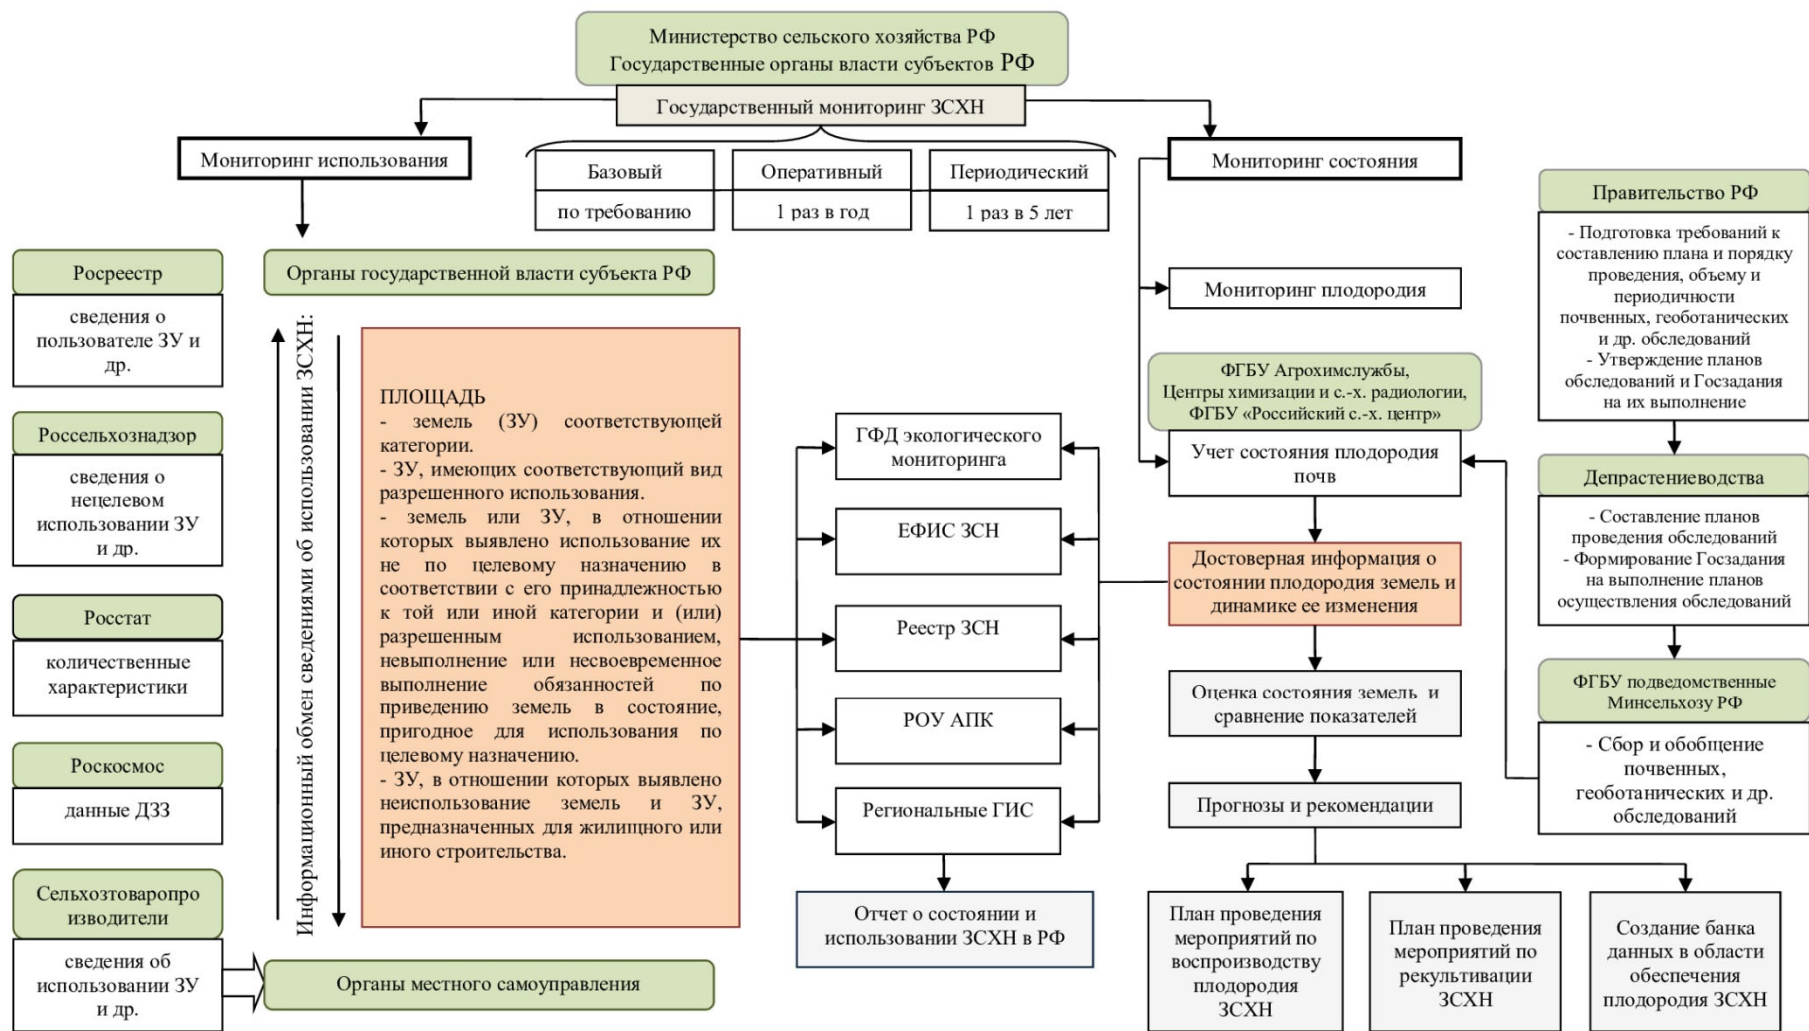 Министерство сельского хозяйства РФ
Государственные органы власти субъектов РФ
Государственный мониторинг ЗСХН
Мониторинг использования
Базовый
по требованию
Оперативный
1 раз в год
Периодический
1 раз в 5 лет
Мониторинг состояния
Росреестр
сведения о
пользователе ЗУ и
др.
Россельхознадзор
сведения о
нецелевом
использовании ЗУ
и др.
Росстат
количественные
характеристики
Роскосмос
данные ДЗЗ
Сельхозтоваропро
изводители
сведения об
использовании ЗУ
и др.
Органы государственной власти субъекта РФ
Информационный обмен сведениями об использовании ЗСХН:
ПЛОЩАДЬ
- земель (ЗУ) соответствующей
категории.
- ЗУ, имеющих соответствующий вид
разрешенного использования.
- земель или ЗУ, в отношении
которых выявлено использование их
не по целевому назначению в
соответствии с его принадлежностью
к той или иной категории и (или)
разрешенным использованием,
невыполнение или несвоевременное
выполнение обязанностей по
приведению земель в состояние,
пригодное для использования по
целевому назначению.
- ЗУ, в отношении которых выявлено
неиспользование земель и ЗУ,
предназначенных для жилищного или
иного строительства.
Органы местного самоуправления
ГФД экологического
мониторинга
ЕФИС ЗСН
Реестр ЗСН
РОУ АПК
Региональные ГИС
Отчет о состоянии и
использовании ЗСХН в РФ
Мониторинг плодородия
ФГБУ Агрохимслужбы,
Центры химизации и с.-х. радиологии,
ФГБУ «Российский с.-х. центр»
Учет состояния плодородия
почв
Достоверная информация о
состоянии плодородия земель и
динамике ее изменения
Оценка состояния земель и
сравнение показателей
Прогнозы и рекомендации
План проведения
мероприятий по
воспроизводству
плодородия
ЗСХН
План проведения
мероприятий по
рекультивации
ЗСХН
Создание банка
данных в области
обеспечения
плодородия ЗСХН
Правительство РФ
- Подготовка требований к
составлению плана и порядку
проведения, объему и
периодичности
почвенных, геоботанических
и др. обследований
- Утверждение планов
обследований и Госзадания
на их выполнение
Депрастениеводства
- Составление планов
проведения обследований
- Формирование Госзадания
на выполнение планов
осуществления обследований
ФГБУ подведомственные
Минсельхозу РФ
- Сбор и обобщение
почвенных,
геоботанических и др.
обследований